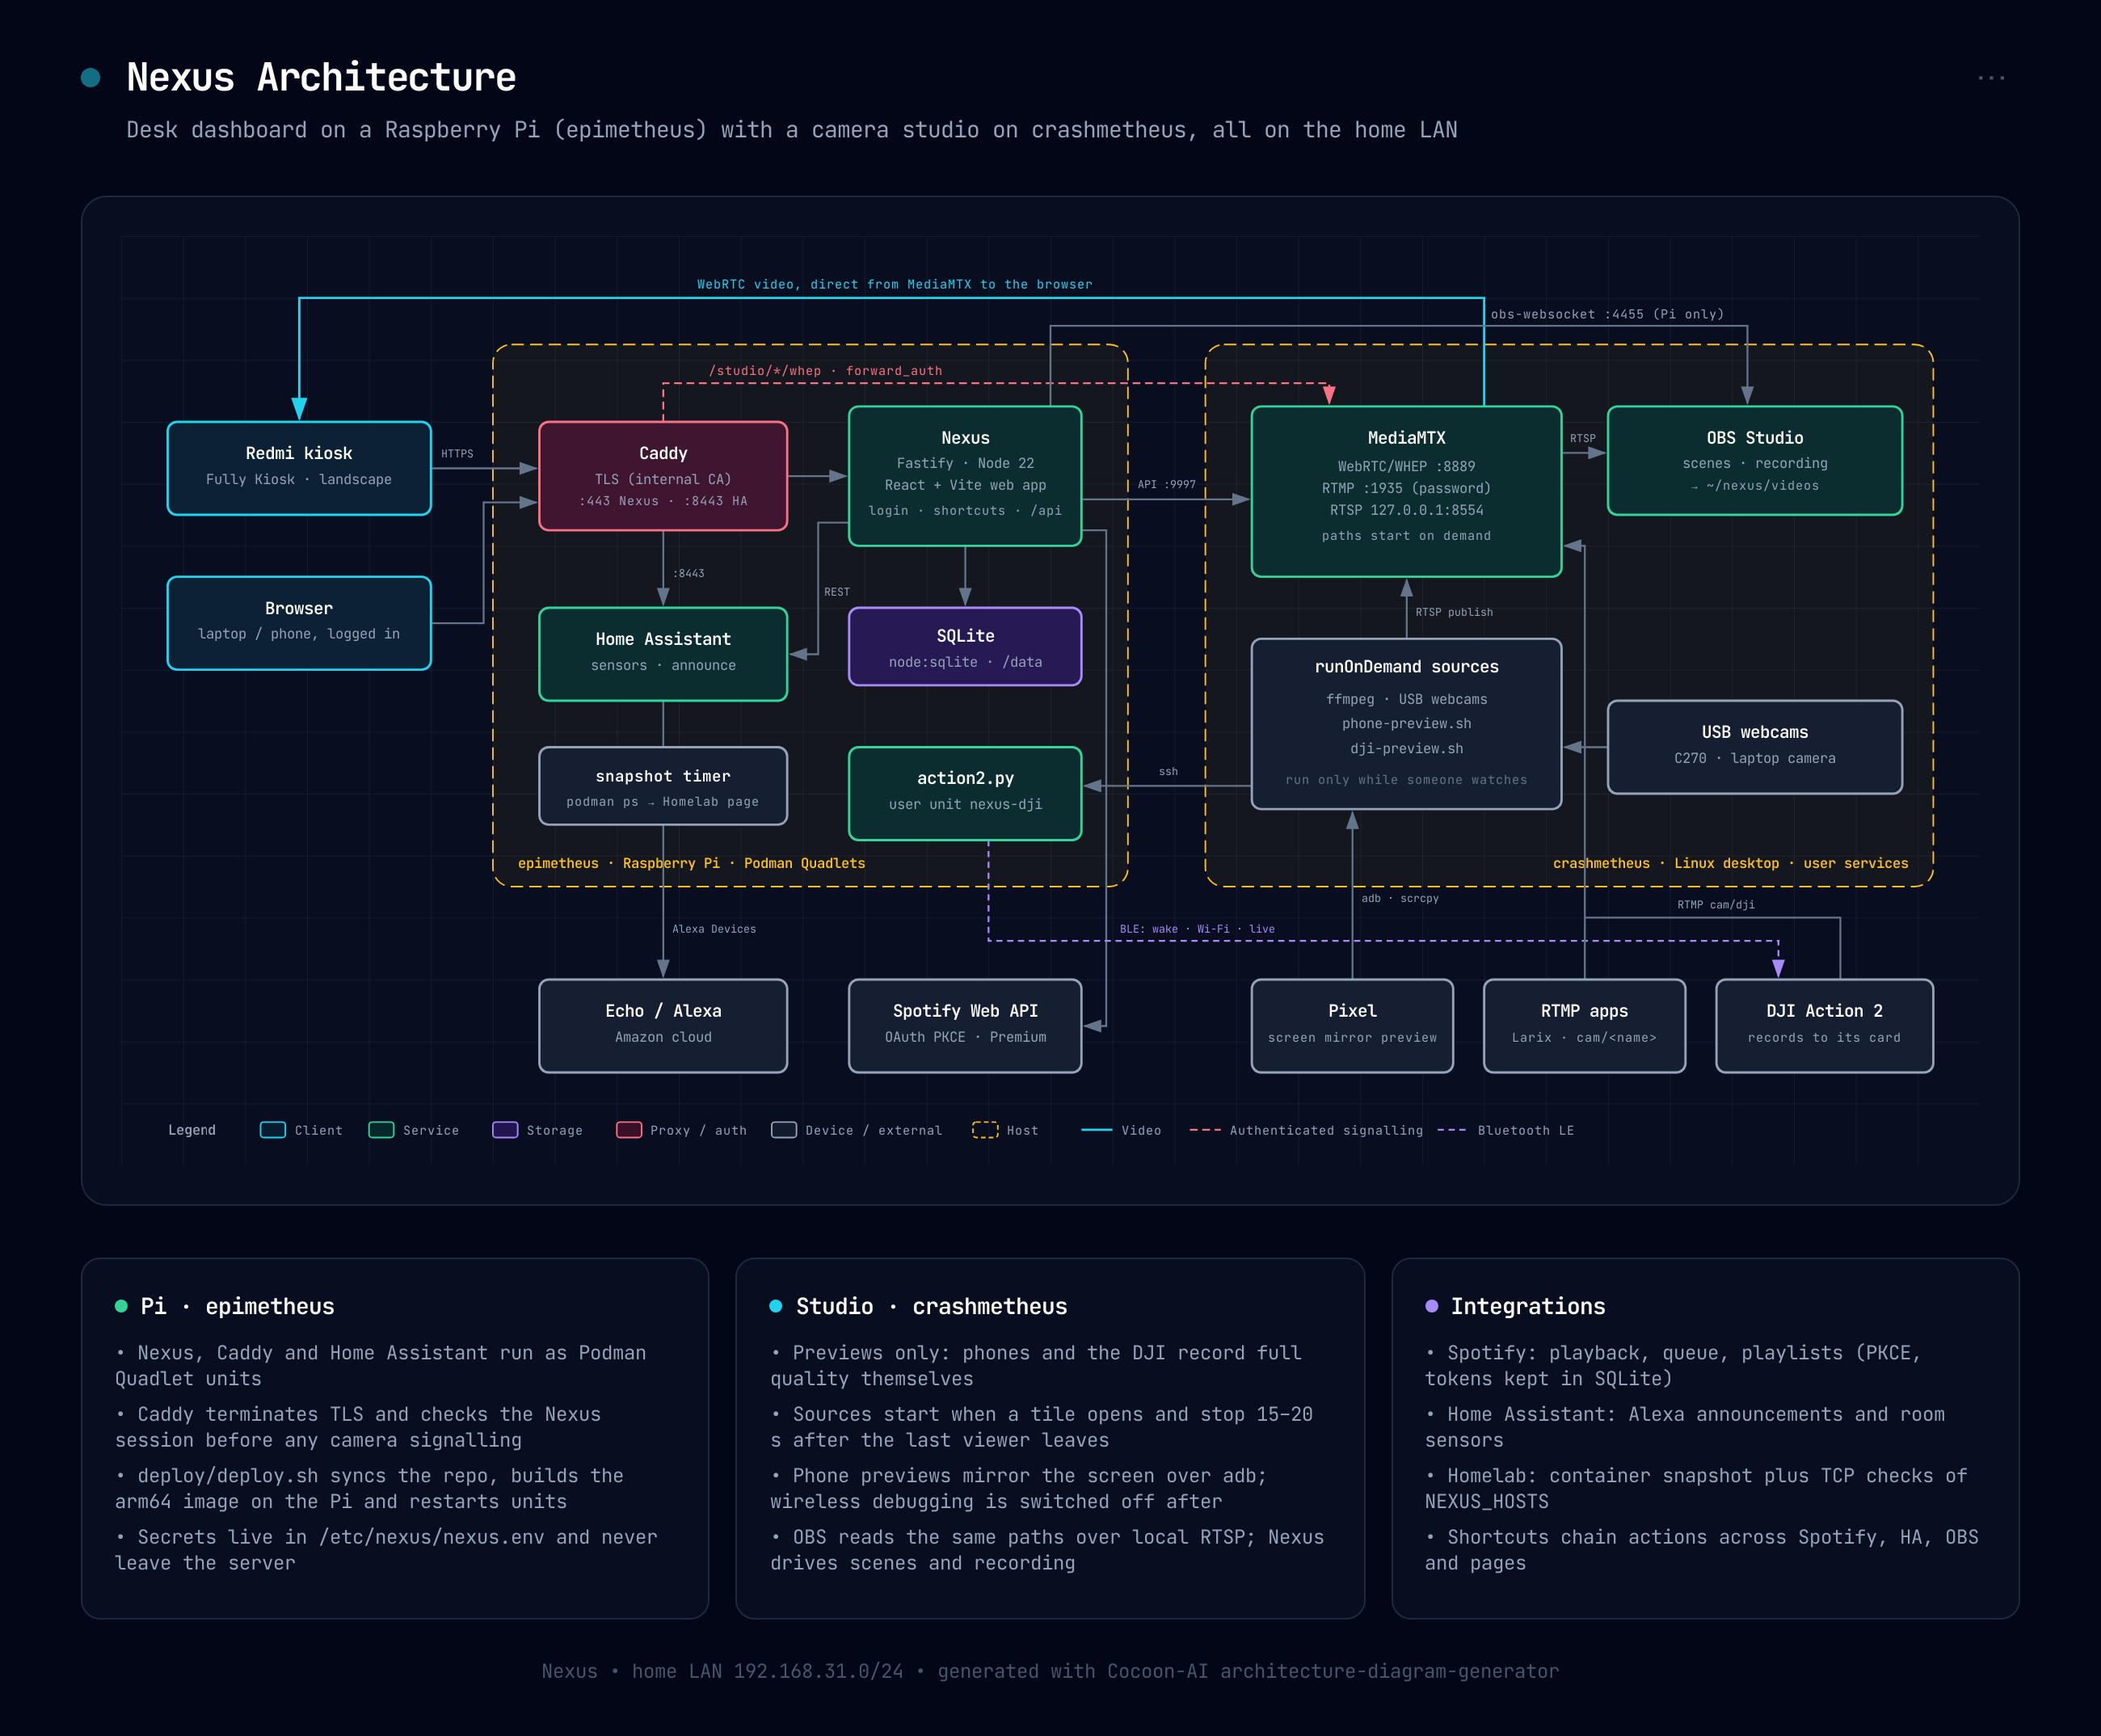 Nexus Architecture
...
Desk dashboard on a Raspberry Pi (epimetheus) with a camera studio on crashmetheus, all on the home LAN
WebRTC video, direct from MediaMTX to the browser
obs-websocket :4455 (Pi only)
/studio/*/whep · forward_auth
Redmi kiosk
Fully Kiosk · landscape
HTTPS
Caddy
TLS (internal CA)
:443 Nexus · :8443 HA
Nexus
Fastify · Node 22
React + Vite web app
login · shortcuts · /api
API :9997
MediaMTX
WebRTC/WHEP :8889
RTMP :1935 (password)
RTSP 127.0.0.1:8554
paths start on demand
RTSP
OBS Studio
scenes · recording
→ ~/nexus/videos
Browser
laptop / phone, logged in
:8443
REST
RTSP publish
Home Assistant
sensors · announce
SQLite
node:sqlite · /data
runOnDemand sources
ffmpeg · USB webcams
phone-preview.sh
dji-preview.sh
run only while someone watches
USB webcams
C270 · laptop camera
snapshot timer
podman ps → Homelab page
action2.py
user unit nexus-dji
ssh
epimetheus · Raspberry Pi · Podman Quadlets
crashmetheus · Linux desktop · user services
adb · scrcpy
RTMP cam/dji
Alexa Devices
BLE: wake · Wi-Fi · live
Echo / Alexa
Amazon cloud
Spotify Web API
OAuth PKCE · Premium
Pixel
screen mirror preview
RTMP apps
Larix · cam/<name>
DJI Action 2
records to its card
Legend
Client
Service
Storage
Proxy / auth
Device / external
Host
Video
Authenticated signalling
Bluetooth LE
Pi · epimetheus
• Nexus, Caddy and Home Assistant run as Podman
Quadlet units
• Caddy terminates TLS and checks the Nexus
session before any camera signalling
• deploy/deploy.sh syncs the repo, builds the
arm64 image on the Pi and restarts units
• Secrets live in /etc/nexus/nexus.env and never
leave the server
Studio · crashmetheus
• Previews only: phones and the DJI record full
quality themselves
• Sources start when a tile opens and stop 15–20
s after the last viewer leaves
• Phone previews mirror the screen over adb;
wireless debugging is switched off after
• OBS reads the same paths over local RTSP; Nexus
drives scenes and recording
Integrations
• Spotify: playback, queue, playlists (PKCE,
tokens kept in SQLite)
• Home Assistant: Alexa announcements and room
sensors
• Homelab: container snapshot plus TCP checks of
NEXUS_HOSTS
• Shortcuts chain actions across Spotify, HA, OBS
and pages
Nexus • home LAN 192.168.31.0/24 • generated with Cocoon-AI architecture-diagram-generator